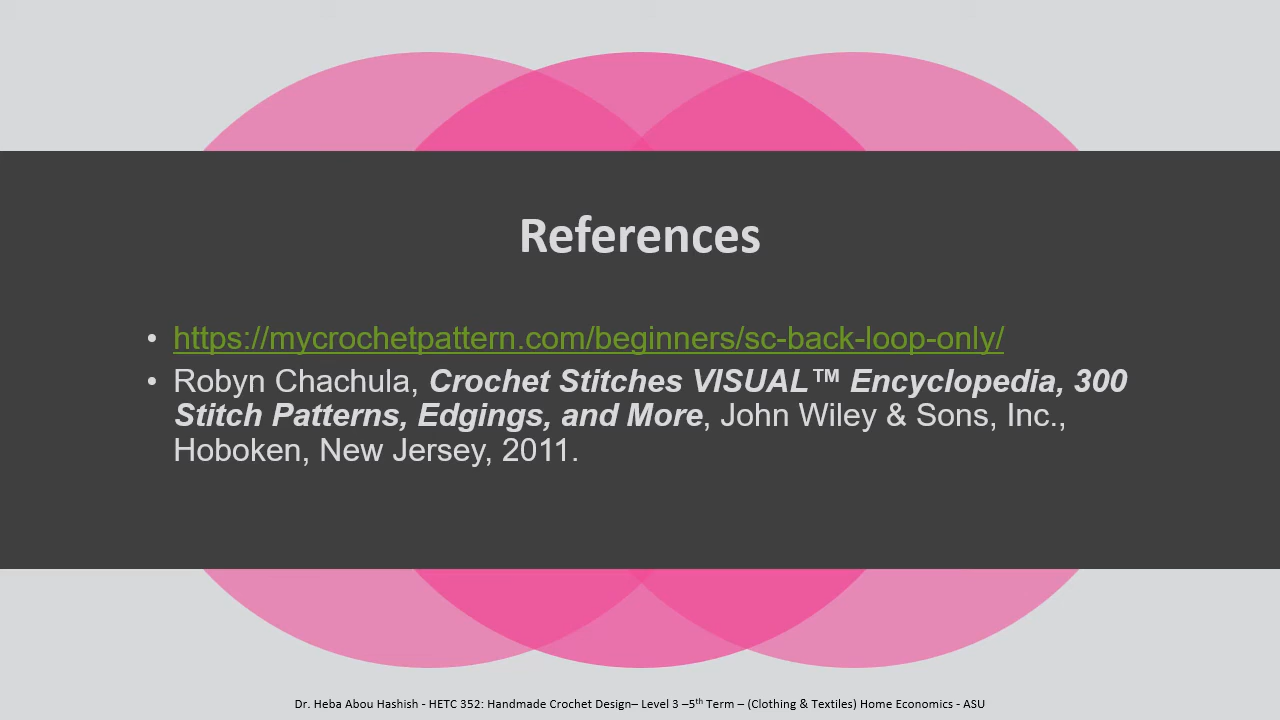 References
• https://mycrochetpattern.com/beginners/sc-back-loop-only/
• Robyn Chachula, Crochet Stitches VISUAL™ Encyclopedia, 300
Stitch Patterns, Edgings, and More, John Wiley & Sons, Inc.,
Hoboken, New Jersey, 2011.
Dr. Heba Abou Hashish - HETC 352: Handmade Crochet Design– Level 3 –5th Term – (Clothing & Textiles) Home Economics - ASU